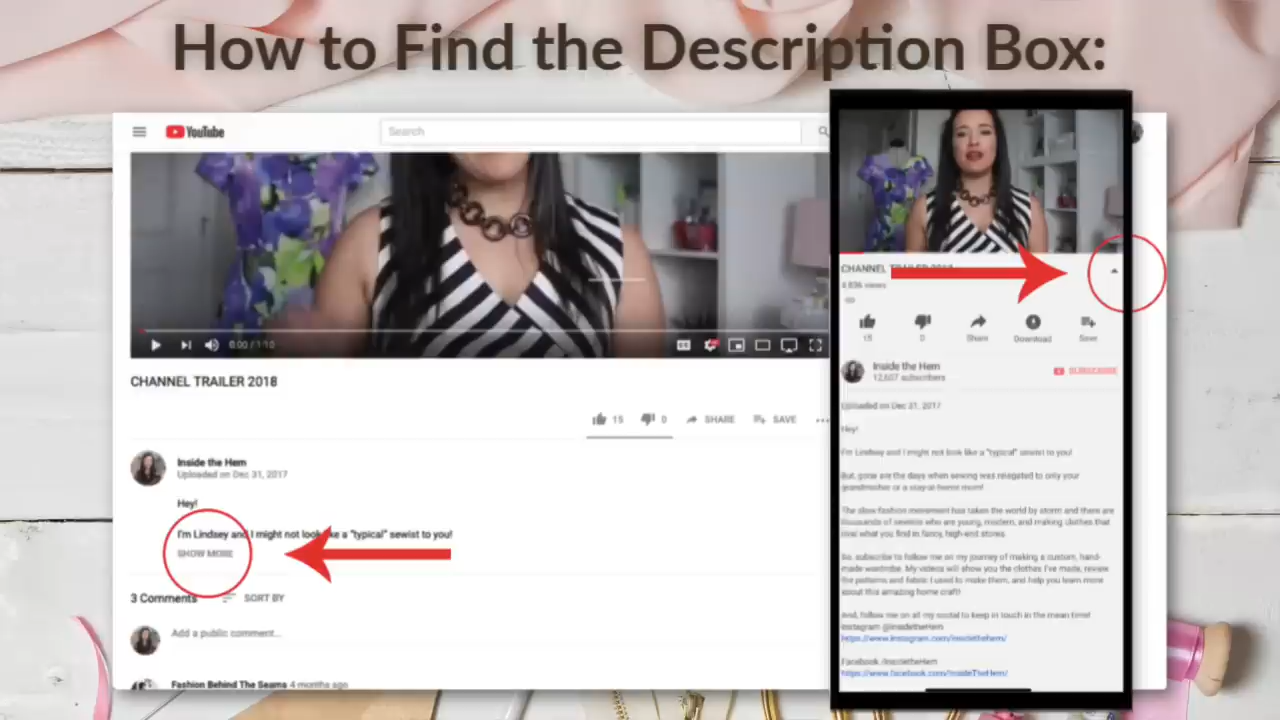 How to Find the Description Box:
YouTube
Search
0:00 / 1:10
CC
CHANNEL TRAILER 2018
15 0 SHARE SAVE
Inside the Hem
Uploaded on Dec 31, 2017
Hey!
I'm Lindsey and I might not look like a "typical" sewist to you!
SHOW MORE
3 Comments SORT BY
Add a public comment...
Fashion Behind The Seams 4 months ago
CHANNEL TRAILER 2018
views
15 0 Share Download Save
Inside the Hem
12,607 subscribers
SUBSCRIBE
Uploaded on Dec 31, 2017
Hey!
I'm Lindsey and I might not look like a "typical" sewist to you!
But, gone are the days when sewing was relegated to only your
grandmother or a stay-at-home mom!
The slow fashion movement has taken the world by storm and there are
thousands of sewists who are young, modern, and making clothes that
rival what you find in fancy, high-end stores.
So, subscribe to follow me on my journey of making a custom, hand-
made wardrobe. My videos will show you the clothes I've made, review
the patterns and fabric I used to make them, and help you learn more
about this amazing home craft!
And, follow me on all my social to keep in touch in the mean time!
Instagram @insidetheHem
https://www.instagram.com/insidethehem/
Facebook /InsidetheHem
https://www.facebook.com/InsideTheHem/